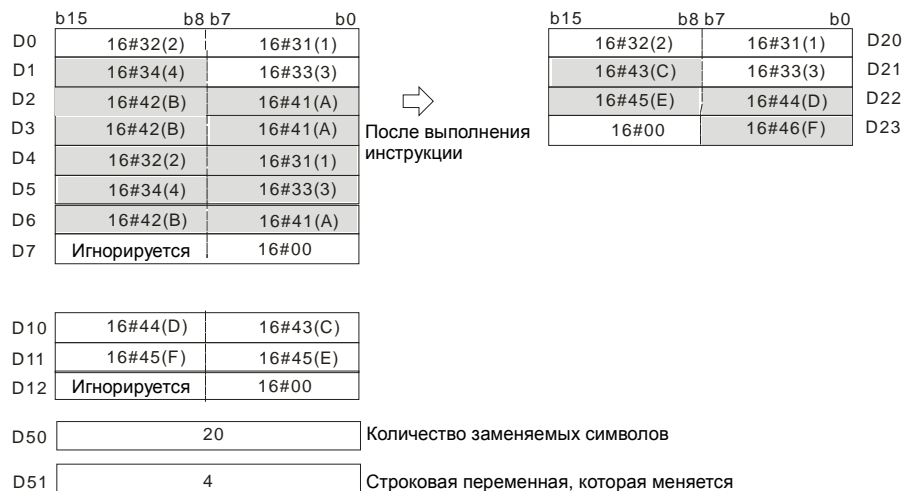 b15 b8 b7 b0 b15 b8 b7 b0
D0 16#32(2) 16#31(1) 16#32(2) 16#31(1) D20
D1 16#34(4) 16#33(3) 16#43(C) 16#33(3) D21
D2 16#42(B) 16#41(A) 16#45(E) 16#44(D) D22
D3 16#42(B) 16#41(A) После выполнения 16#00 16#46(F) D23
D4 16#32(2) 16#31(1) инструкции
D5 16#34(4) 16#33(3)
D6 16#42(B) 16#41(A)
D7 Игнорируется 16#00
D10 16#44(D) 16#43(C)
D11 16#45(F) 16#45(E)
D12 Игнорируется 16#00
D50 20 Количество заменяемых символов
D51 4 Строковая переменная, которая меняется